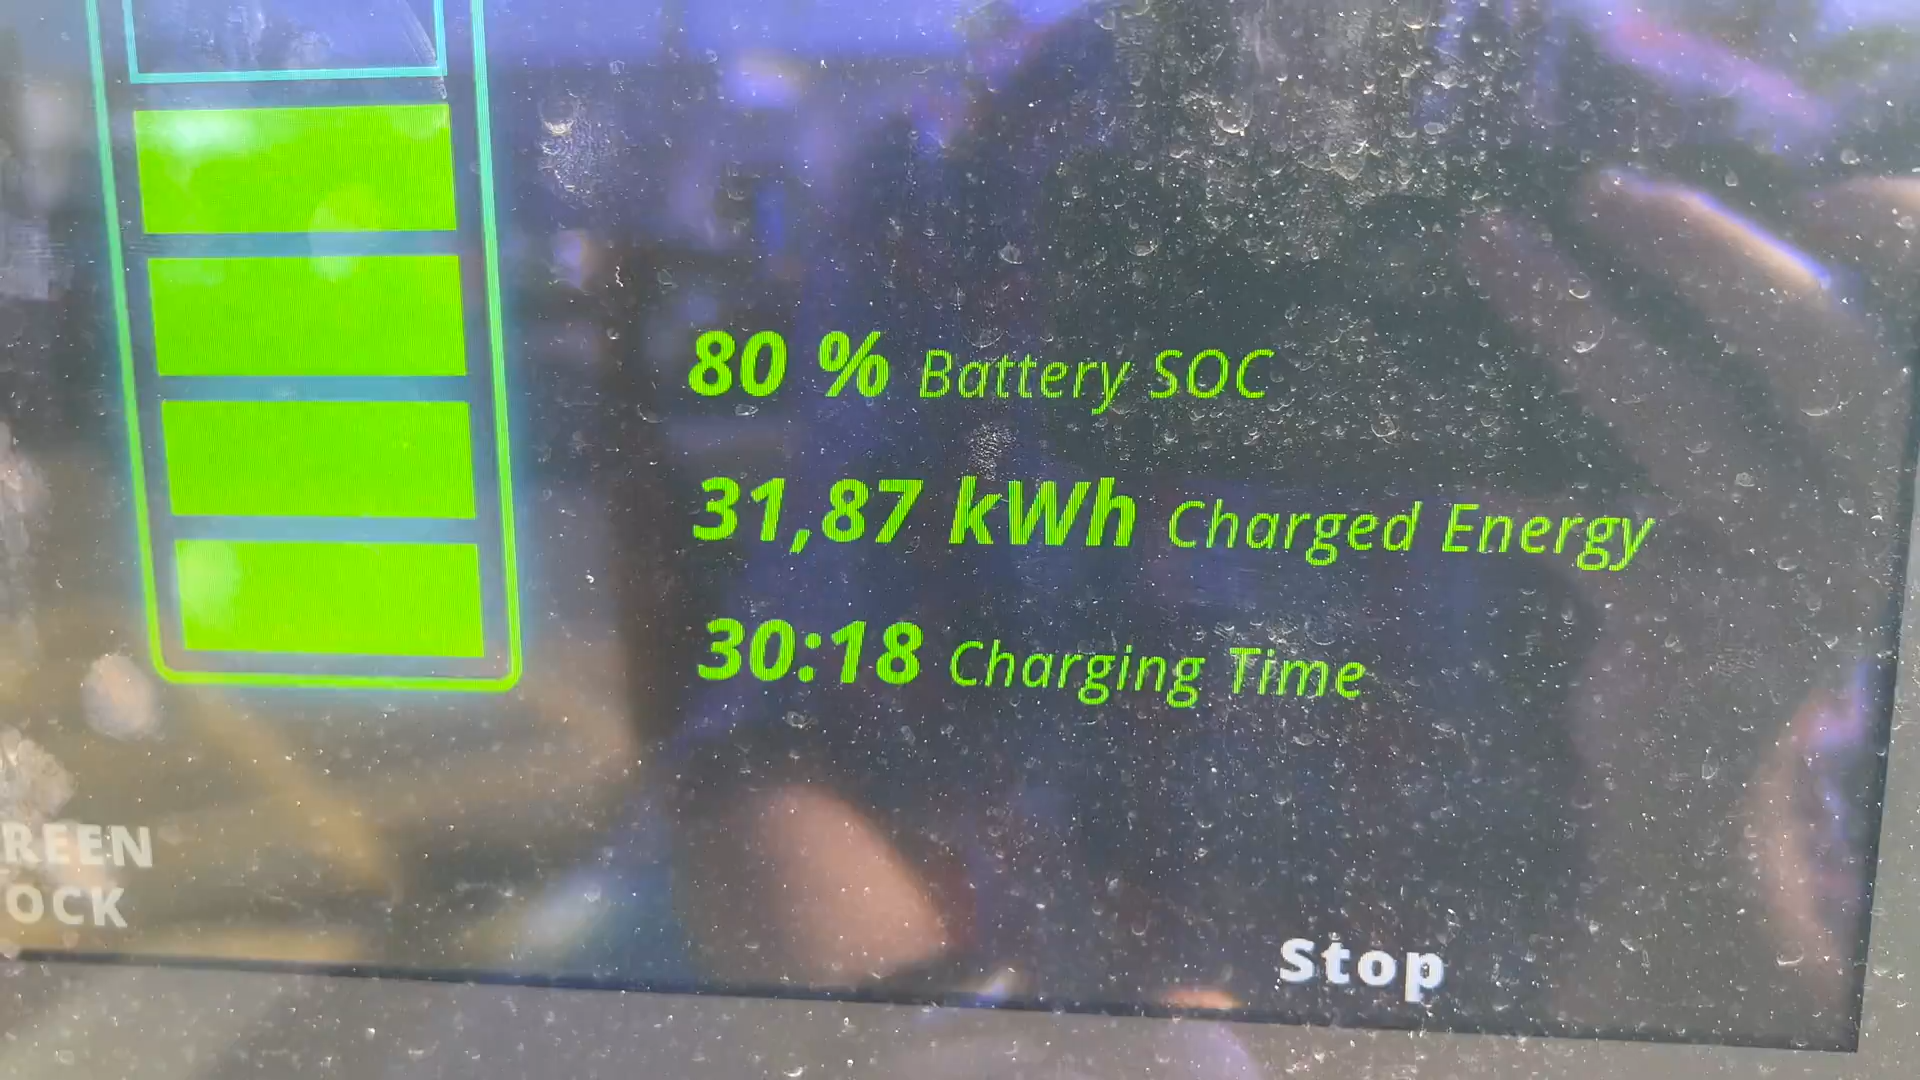 80 % Battery SOC
31,87 kWh Charged Energy
30:18 Charging Time
REEN
OCK
Stop